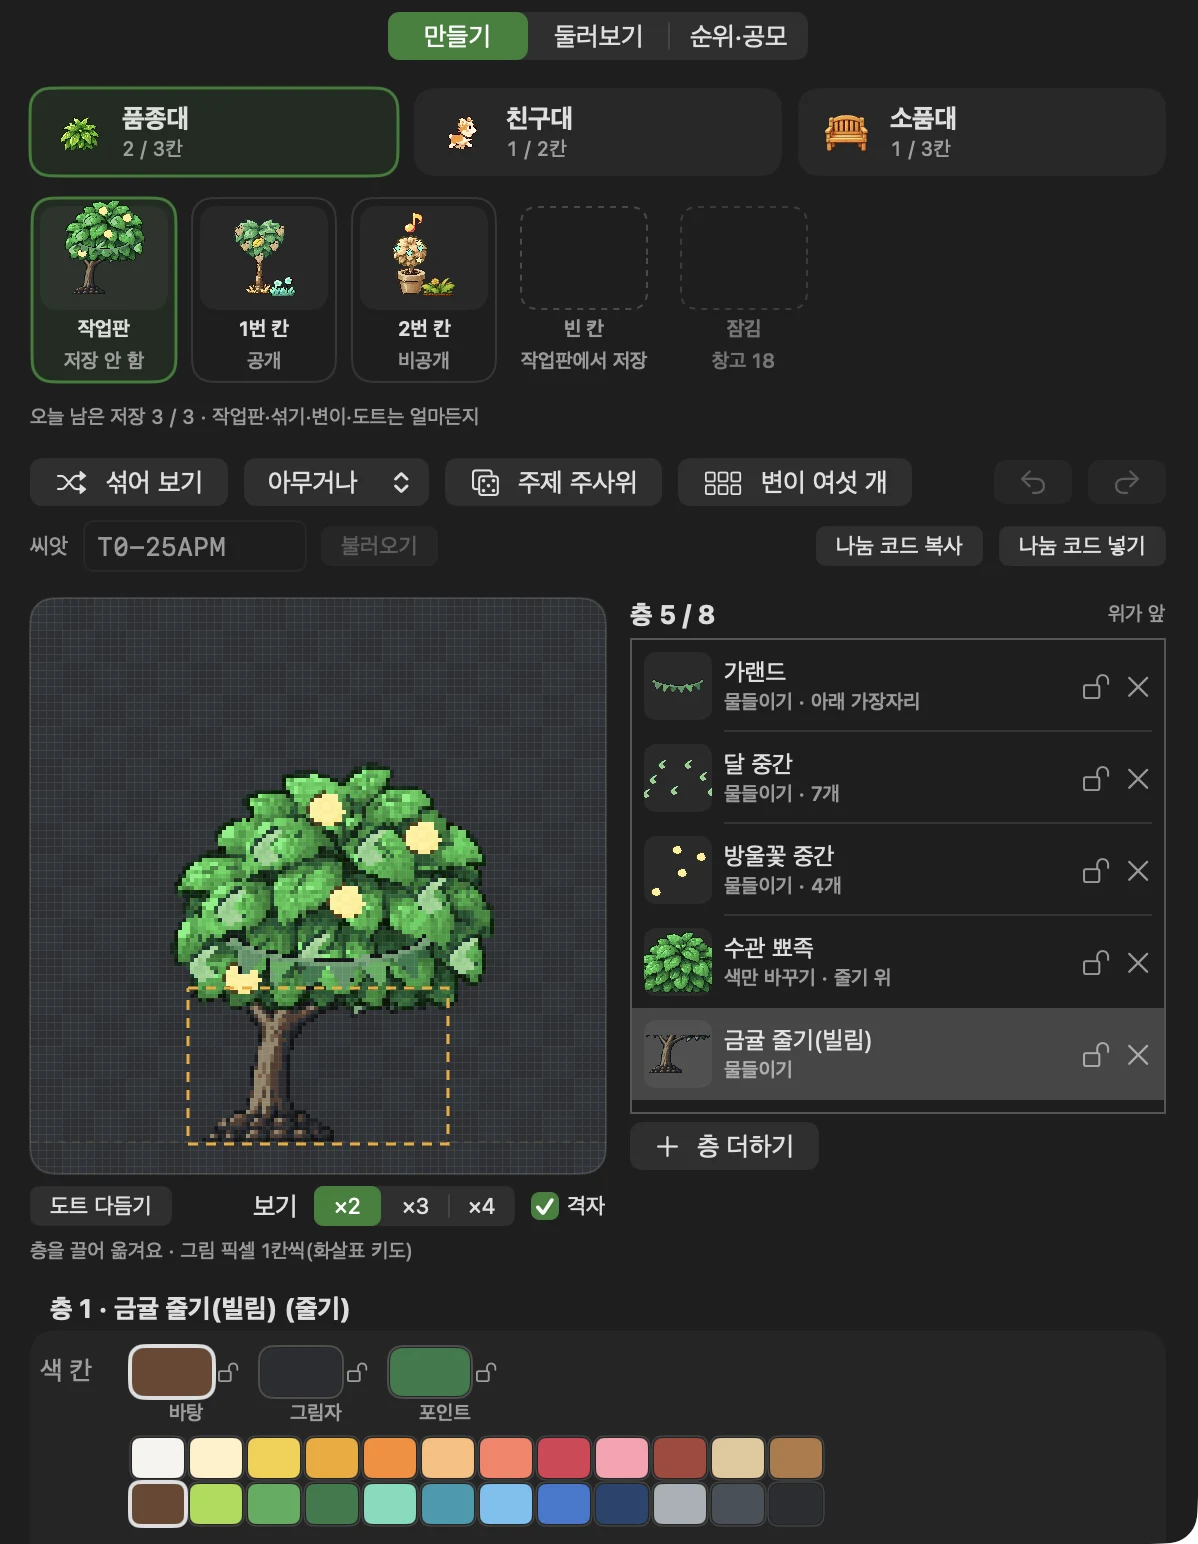 만들기 둘러보기 순위·공모
품종대
2 / 3칸
친구대
1 / 2칸
소품대
1 / 3칸
작업판
저장 안 함
1번 칸
공개
2번 칸
비공개
빈 칸
작업판에서 저장
잠김
창고 18
오늘 남은 저장 3 / 3 · 작업판·섞기·변이·도트는 얼마든지
섞어 보기 아무거나 주제 주사위 변이 여섯 개
씨앗 T0-25APM 불러오기 나눔 코드 복사 나눔 코드 넣기
층 5 / 8 위가 앞
가랜드
물들이기 · 아래 가장자리
달 중간
물들이기 · 7개
방울꽃 중간
물들이기 · 4개
수관 뾰족
색만 바꾸기 · 줄기 위
금귤 줄기(빌림)
물들이기
+ 층 더하기
도트 다듬기 보기 ×2 ×3 ×4 격자
층을 끌어 옮겨요 · 그림 픽셀 1칸씩(화살표 키도)
층 1 · 금귤 줄기(빌림) (줄기)
색 칸
바탕 그림자 포인트